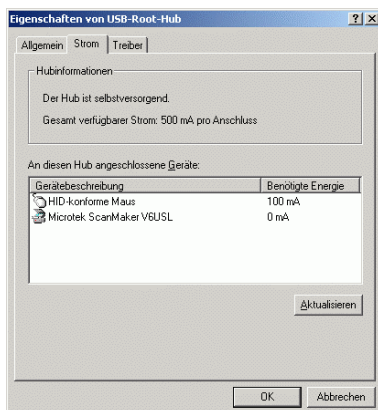 Eigenschaften von USB-Root-Hub
Allgemein Strom Treiber
Hubinformationen
Der Hub ist selbstversorgend.
Gesamt verfügbarer Strom: 500 mA pro Anschluss
An diesen Hub angeschlossene Geräte:
Gerätebeschreibung Benötigte Energie
HID-konforme Maus 100 mA
Microtek ScanMaker V6USL 0 mA
Aktualisieren
OK Abbrechen